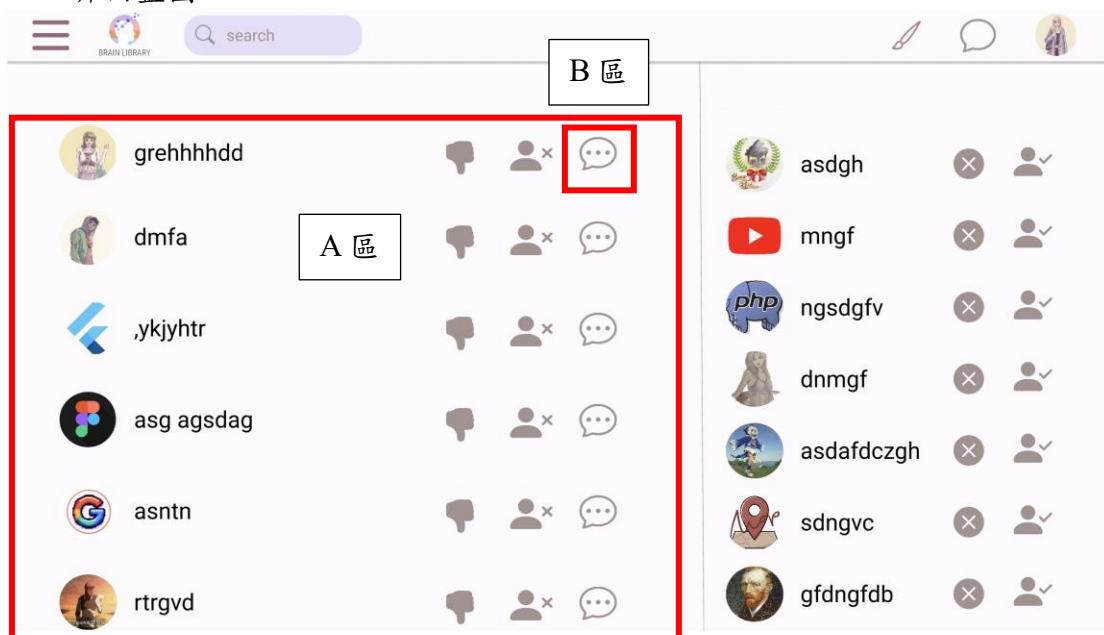 BRAIN LIBRARY
search
B 區
A 區
grehhhhdd
dmfa
,ykjyhtr
asg agsdag
asntn
rtrgvd
asdgh
mngf
php
ngsdgfv
dnmgf
asdafdczgh
sdngvc
gfdngfdb